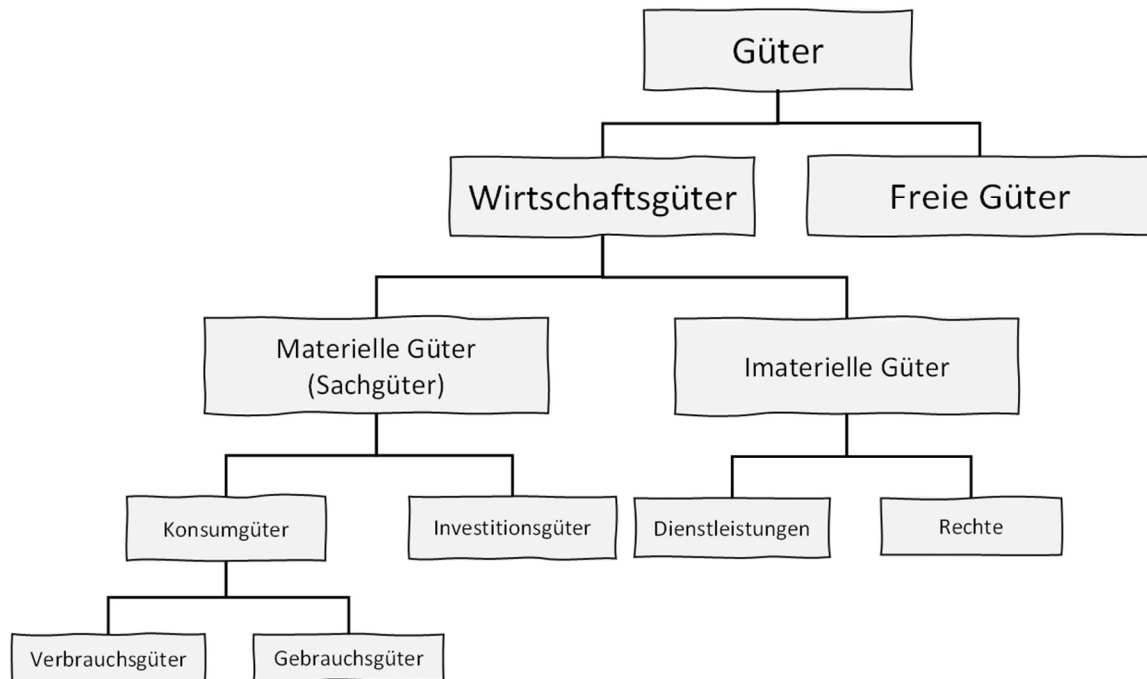 Güter
Wirtschaftsgüter
Freie Güter
Materielle Güter
(Sachgüter)
Imaterielle Güter
Konsumgüter
Investitionsgüter
Dienstleistungen
Rechte
Verbrauchsgüter
Gebrauchsgüter